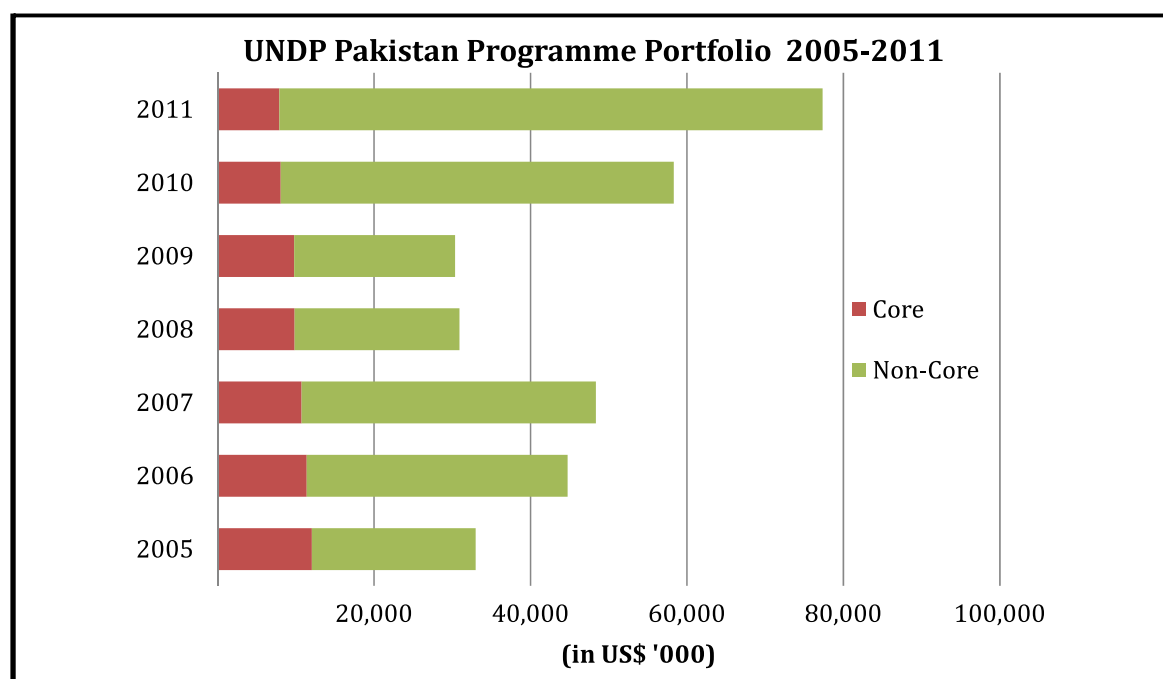 UNDP Pakistan Programme Portfolio 2005-2011
2011
2010
2009
2008
2007
2006
2005
Core
Non-Core
20,000 40,000 60,000 80,000 100,000
(in US$ '000)